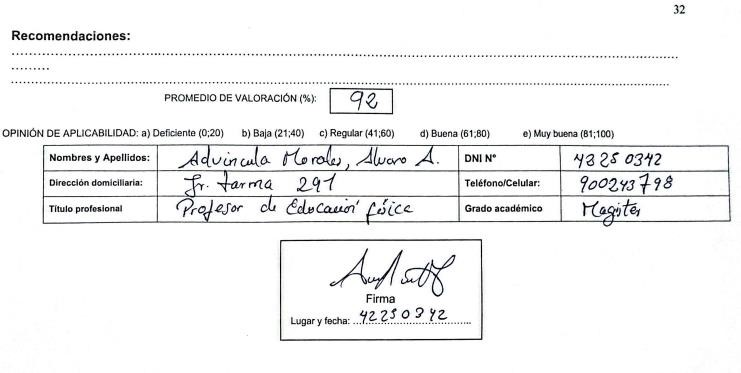 32
Recomendaciones:
PROMEDIO DE VALORACIÓN (%): 92
OPINIÓN DE APLICABILIDAD: a) Deficiente (0;20) b) Baja (21;40) c) Regular (41;60) d) Buena (61;80) e) Muy buena (81;100)
Nombres y Apellidos: Advincula Morales, Alvaro A. DNI N° 42250342
Dirección domiciliaria: Jr. tarma 291 Teléfono/Celular: 900243798
Título profesional Profesor de Educación física Grado académico Magister
Firma
Lugar y fecha: 42250342